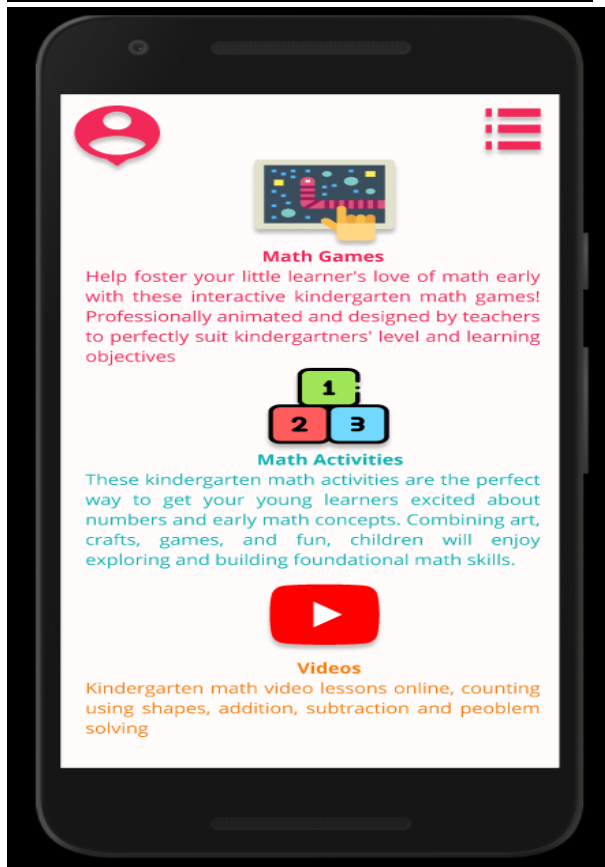 Math Games
Help foster your little learner's love of math early
with these interactive kindergarten math games!
Professionally animated and designed by teachers
to perfectly suit kindergartners' level and learning
objectives
1
2 3
Math Activities
These kindergarten math activities are the perfect
way to get your young learners excited about
numbers and early math concepts. Combining art,
crafts, games, and fun, children will enjoy
exploring and building foundational math skills.
Videos
Kindergarten math video lessons online, counting
using shapes, addition, subtraction and peoblem
solving